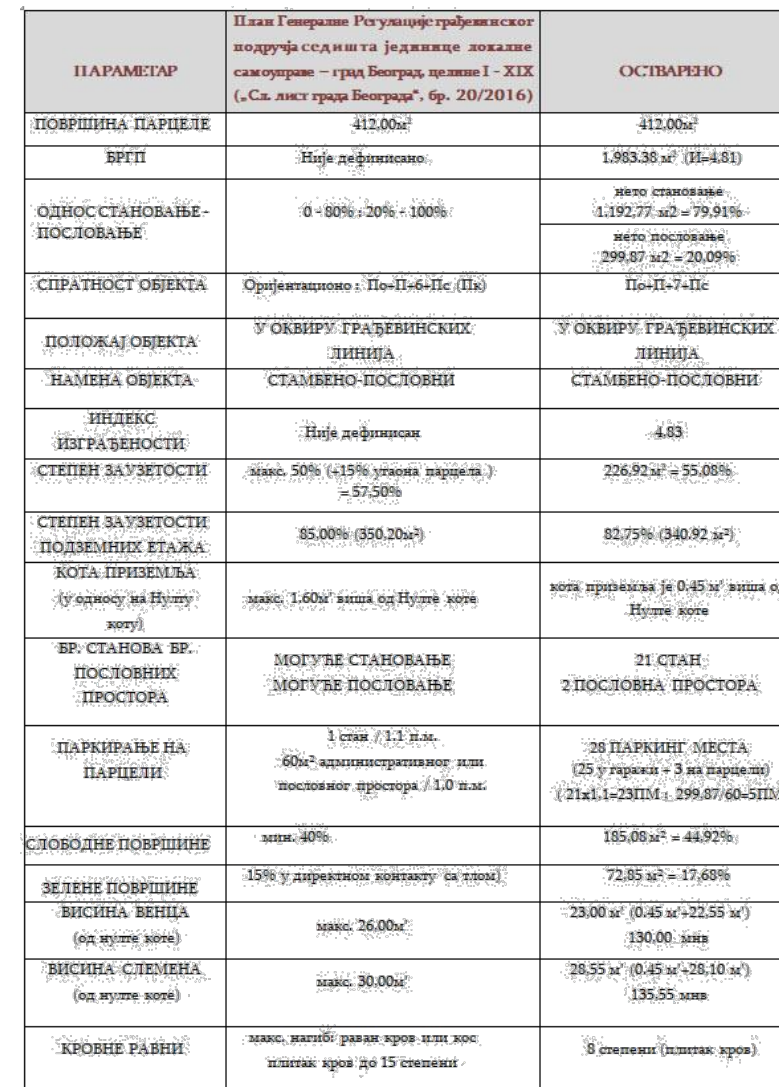 ПАРАМЕТАР
План Генералне Регулације грађевинског
подручја седишта јединице локалне
самоуправе – град Београд, целине I - XIX
(„Сл. лист града Београда“, бр. 20/2016)
ОСТВАРЕНО
ПОВРШИНА ПАРЦЕЛЕ
412,00м²
412,00м²
БРГП
Није дефинисано
1.983,38 м² (И=4,81)
ОДНОС СТАНОВАЊЕ -
ПОСЛОВАЊЕ
0 - 80% : 20% - 100%
нето становање
1.192,77 м2 = 79,91%
нето пословање
299,87 м2 = 20,09%
СПРАТНОСТ ОБЈЕКТА
Оријентационо : По+П+6+Пс (Пк)
По+П+7+Пс
ПОЛОЖАЈ ОБЈЕКТА
У ОКВИРУ ГРАЂЕВИНСКИХ
ЛИНИЈА
У ОКВИРУ ГРАЂЕВИНСКИХ
ЛИНИЈА
НАМЕНА ОБЈЕКТА
СТАМБЕНО-ПОСЛОВНИ
СТАМБЕНО-ПОСЛОВНИ
ИНДЕКС
ИЗГРАЂЕНОСТИ
Није дефинисан
4,83
СТЕПЕН ЗАУЗЕТОСТИ
макс. 50% (+15% угаона парцела )
= 57,50%
226,92 м² = 55,08%
СТЕПЕН ЗАУЗЕТОСТИ
ПОДЗЕМНИХ ЕТАЖА
85,00% (350,20м²)
82,75% (340,92 м²)
КОТА ПРИЗЕМЉА
(у односу на Нулту
коту)
макс. 1,60м' виша од Нулте коте
кота приземља је 0,45 м' виша од
Нулте коте
БР. СТАНОВА БР.
ПОСЛОВНИХ
ПРОСТОРА
МОГУЋЕ СТАНОВАЊЕ
МОГУЋЕ ПОСЛОВАЊЕ
21 СТАН
2 ПОСЛОВНА ПРОСТОРА
ПАРКИРАЊЕ НА
ПАРЦЕЛИ
1 стан / 1.1 п.м.
60м² административног или
пословног простора / 1.0 п.м.
28 ПАРКИНГ МЕСТА
(25 у гаражи + 3 на парцели)
( 21x1,1=23ПМ ; 299,87/60=5ПМ
СЛОБОДНЕ ПОВРШИНЕ
мин. 40%
185,08 м² = 44,92%
ЗЕЛЕНЕ ПОВРШИНЕ
15% у директном контакту са тлом)
72,85 м² = 17,68%
ВИСИНА ВЕНЦА
(од нулте коте)
макс. 26,00м'
23,00 м' (0,45 м'+22,55 м')
130,00 мнв
ВИСИНА СЛЕМЕНА
(од нулте коте)
макс. 30,00м'
28,55 м' (0,45 м'+28,10 м')
135,55 мнв
КРОВНЕ РАВНИ
макс. нагиб: раван кров или кос
плитак кров до 15 степени
8 степени (плитак кров)